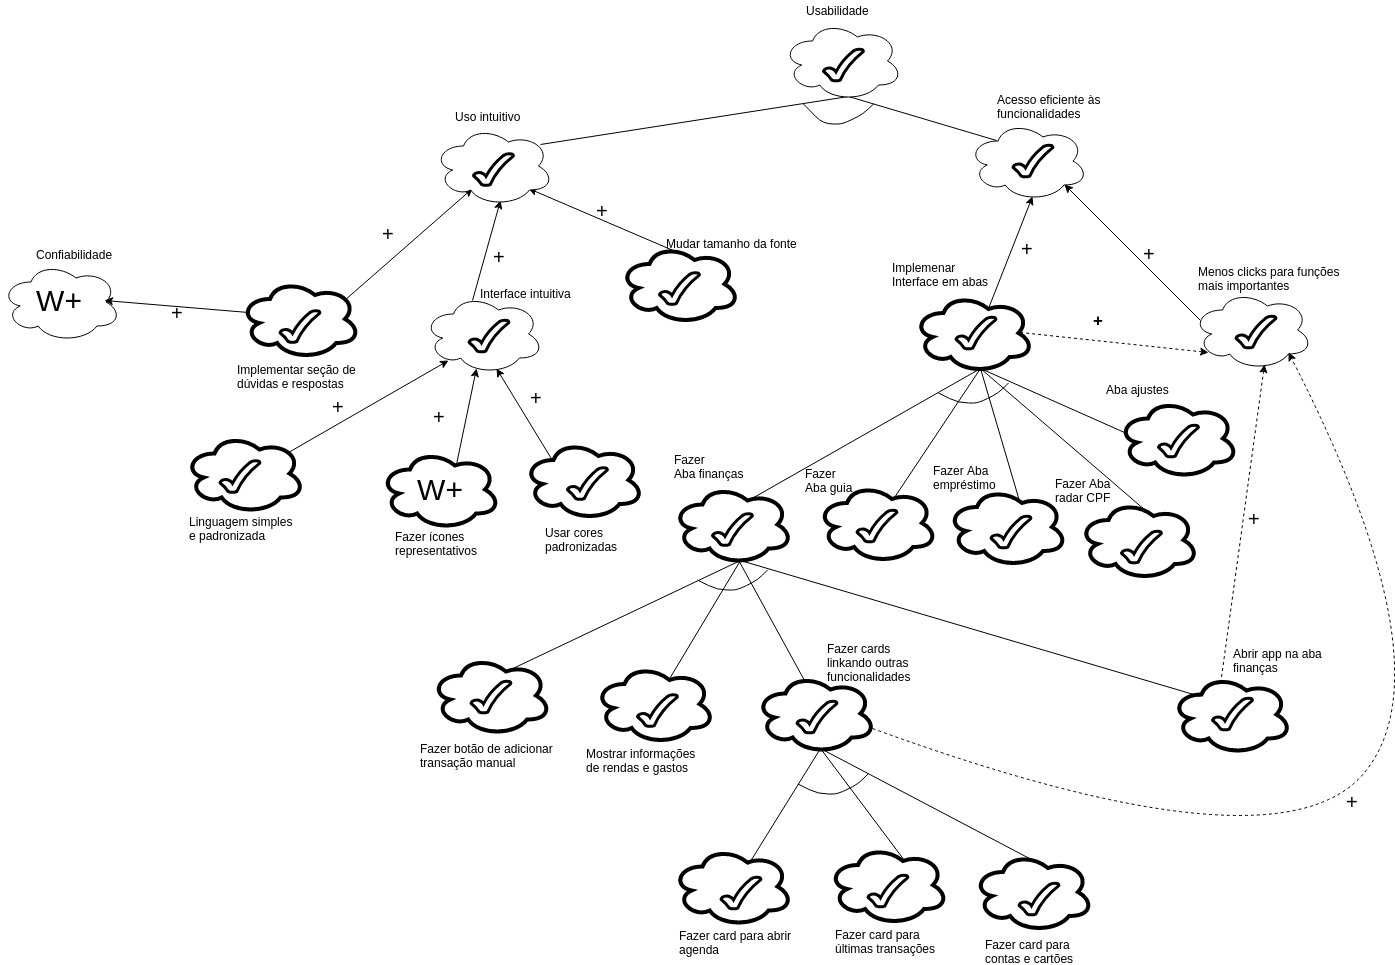 Usabilidade
Acesso eficiente às
funcionalidades
Uso intuitivo
+
+
+
Mudar tamanho da fonte
+
+
Confiabilidade
W+
+
Interface intuitiva
Implemenar
Interface em abas
Menos clicks para funções
mais importantes
+
Implementar seção de
dúvidas e respostas
+
+
+
Aba ajustes
Fazer
Aba finanças
Fazer
Aba guia
Fazer Aba
empréstimo
Fazer Aba
radar CPF
W+
Linguagem simples
e padronizada
Fazer ícones
representativos
Usar cores
padronizadas
+
Fazer cards
linkando outras
funcionalidades
Abrir app na aba
finanças
Fazer botão de adicionar
transação manual
Mostrar informações
de rendas e gastos
+
Fazer card para abrir
agenda
Fazer card para
últimas transações
Fazer card para
contas e cartões